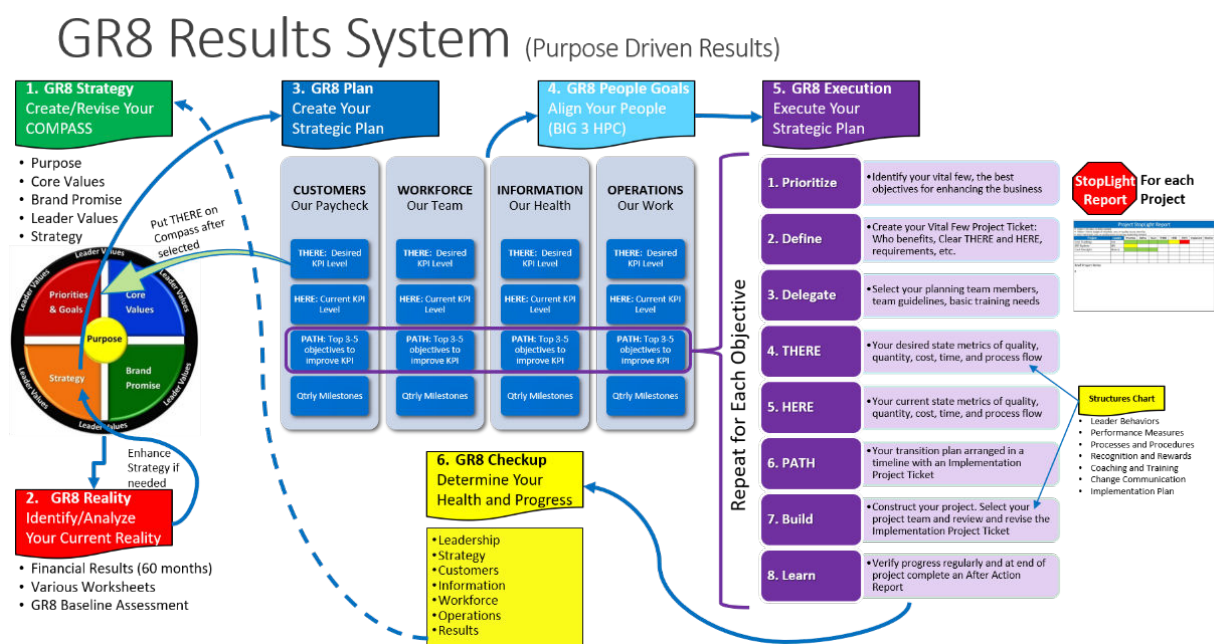 GR8 Results System (Purpose Driven Results)
1. GR8 Strategy
Create/Revise Your
COMPASS
• Purpose
• Core Values
• Brand Promise
• Leader Values
• Strategy
Put THERE on
Compass after
selected
Leader Values
Leader Values
Leader Values
Leader Values
Leader Values
Leader Values
Priorities
& Goals
Core
Values
Purpose
Strategy
Brand
Promise
Enhance
Strategy if
needed
2. GR8 Reality
Identify/Analyze
Your Current Reality
• Financial Results (60 months)
• Various Worksheets
• GR8 Baseline Assessment
3. GR8 Plan
Create Your
Strategic Plan
CUSTOMERS
Our Paycheck
THERE: Desired
KPI Level
HERE: Current KPI
Level
PATH: Top 3-5
objectives to
improve KPI
Qtrly Milestones
WORKFORCE
Our Team
THERE: Desired
KPI Level
HERE: Current KPI
Level
PATH: Top 3-5
objectives to
improve KPI
Qtrly Milestones
INFORMATION
Our Health
THERE: Desired
KPI Level
HERE: Current KPI
Level
PATH: Top 3-5
objectives to
improve KPI
Qtrly Milestones
OPERATIONS
Our Work
THERE: Desired
KPI Level
HERE: Current KPI
Level
PATH: Top 3-5
objectives to
improve KPI
Qtrly Milestones
4. GR8 People Goals
Align Your People
(BIG 3 HPC)
5. GR8 Execution
Execute Your
Strategic Plan
Repeat for Each Objective
1. Prioritize
•Identify your vital few, the best
objectives for enhancing the business
2. Define
•Create your Vital Few Project Ticket:
Who benefits, Clear THERE and HERE,
requirements, etc.
3. Delegate
•Select your planning team members,
team guidelines, basic training needs
4. THERE
•Your desired state metrics of quality,
quantity, cost, time, and process flow
5. HERE
•Your current state metrics of quality,
quantity, cost, time, and process flow
6. PATH
•Your transition plan arranged in a
timeline with an Implementation
Project Ticket
7. Build
•Construct your project. Select your
project team and review and revise the
Implementation Project Ticket
8. Learn
•Verify progress regularly and at end of
project complete an After Action
Report
StopLight
Report
For each
Project
Project StopLight Report
Structures Chart
• Leader Behaviors
• Performance Measures
• Processes and Procedures
• Recognition and Rewards
• Coaching and Training
• Change Communication
• Implementation Plan
6. GR8 Checkup
Determine Your
Health and Progress
•Leadership
•Strategy
•Customers
•Information
•Workforce
•Operations
•Results